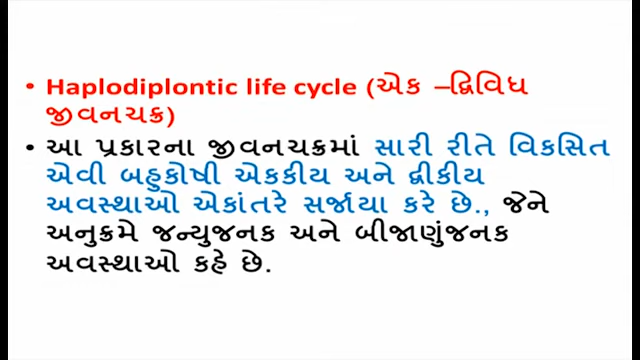 • Haplodiplontic life cycle (એક –દ્વિવિધ
જીવનચક્ર)
• આ પ્રકારના જીવનચક્રમાં સારી રીતે વિકસિત
એવી બહુકોષી એકકીય અને દ્વીકીય
અવસ્થાઓ એકાંતરે સર્જાયા કરે છે., જેને
અનુક્રમે જન્યુજનક અને બીજાણુંજનક
અવસ્થાઓ કહે છે.